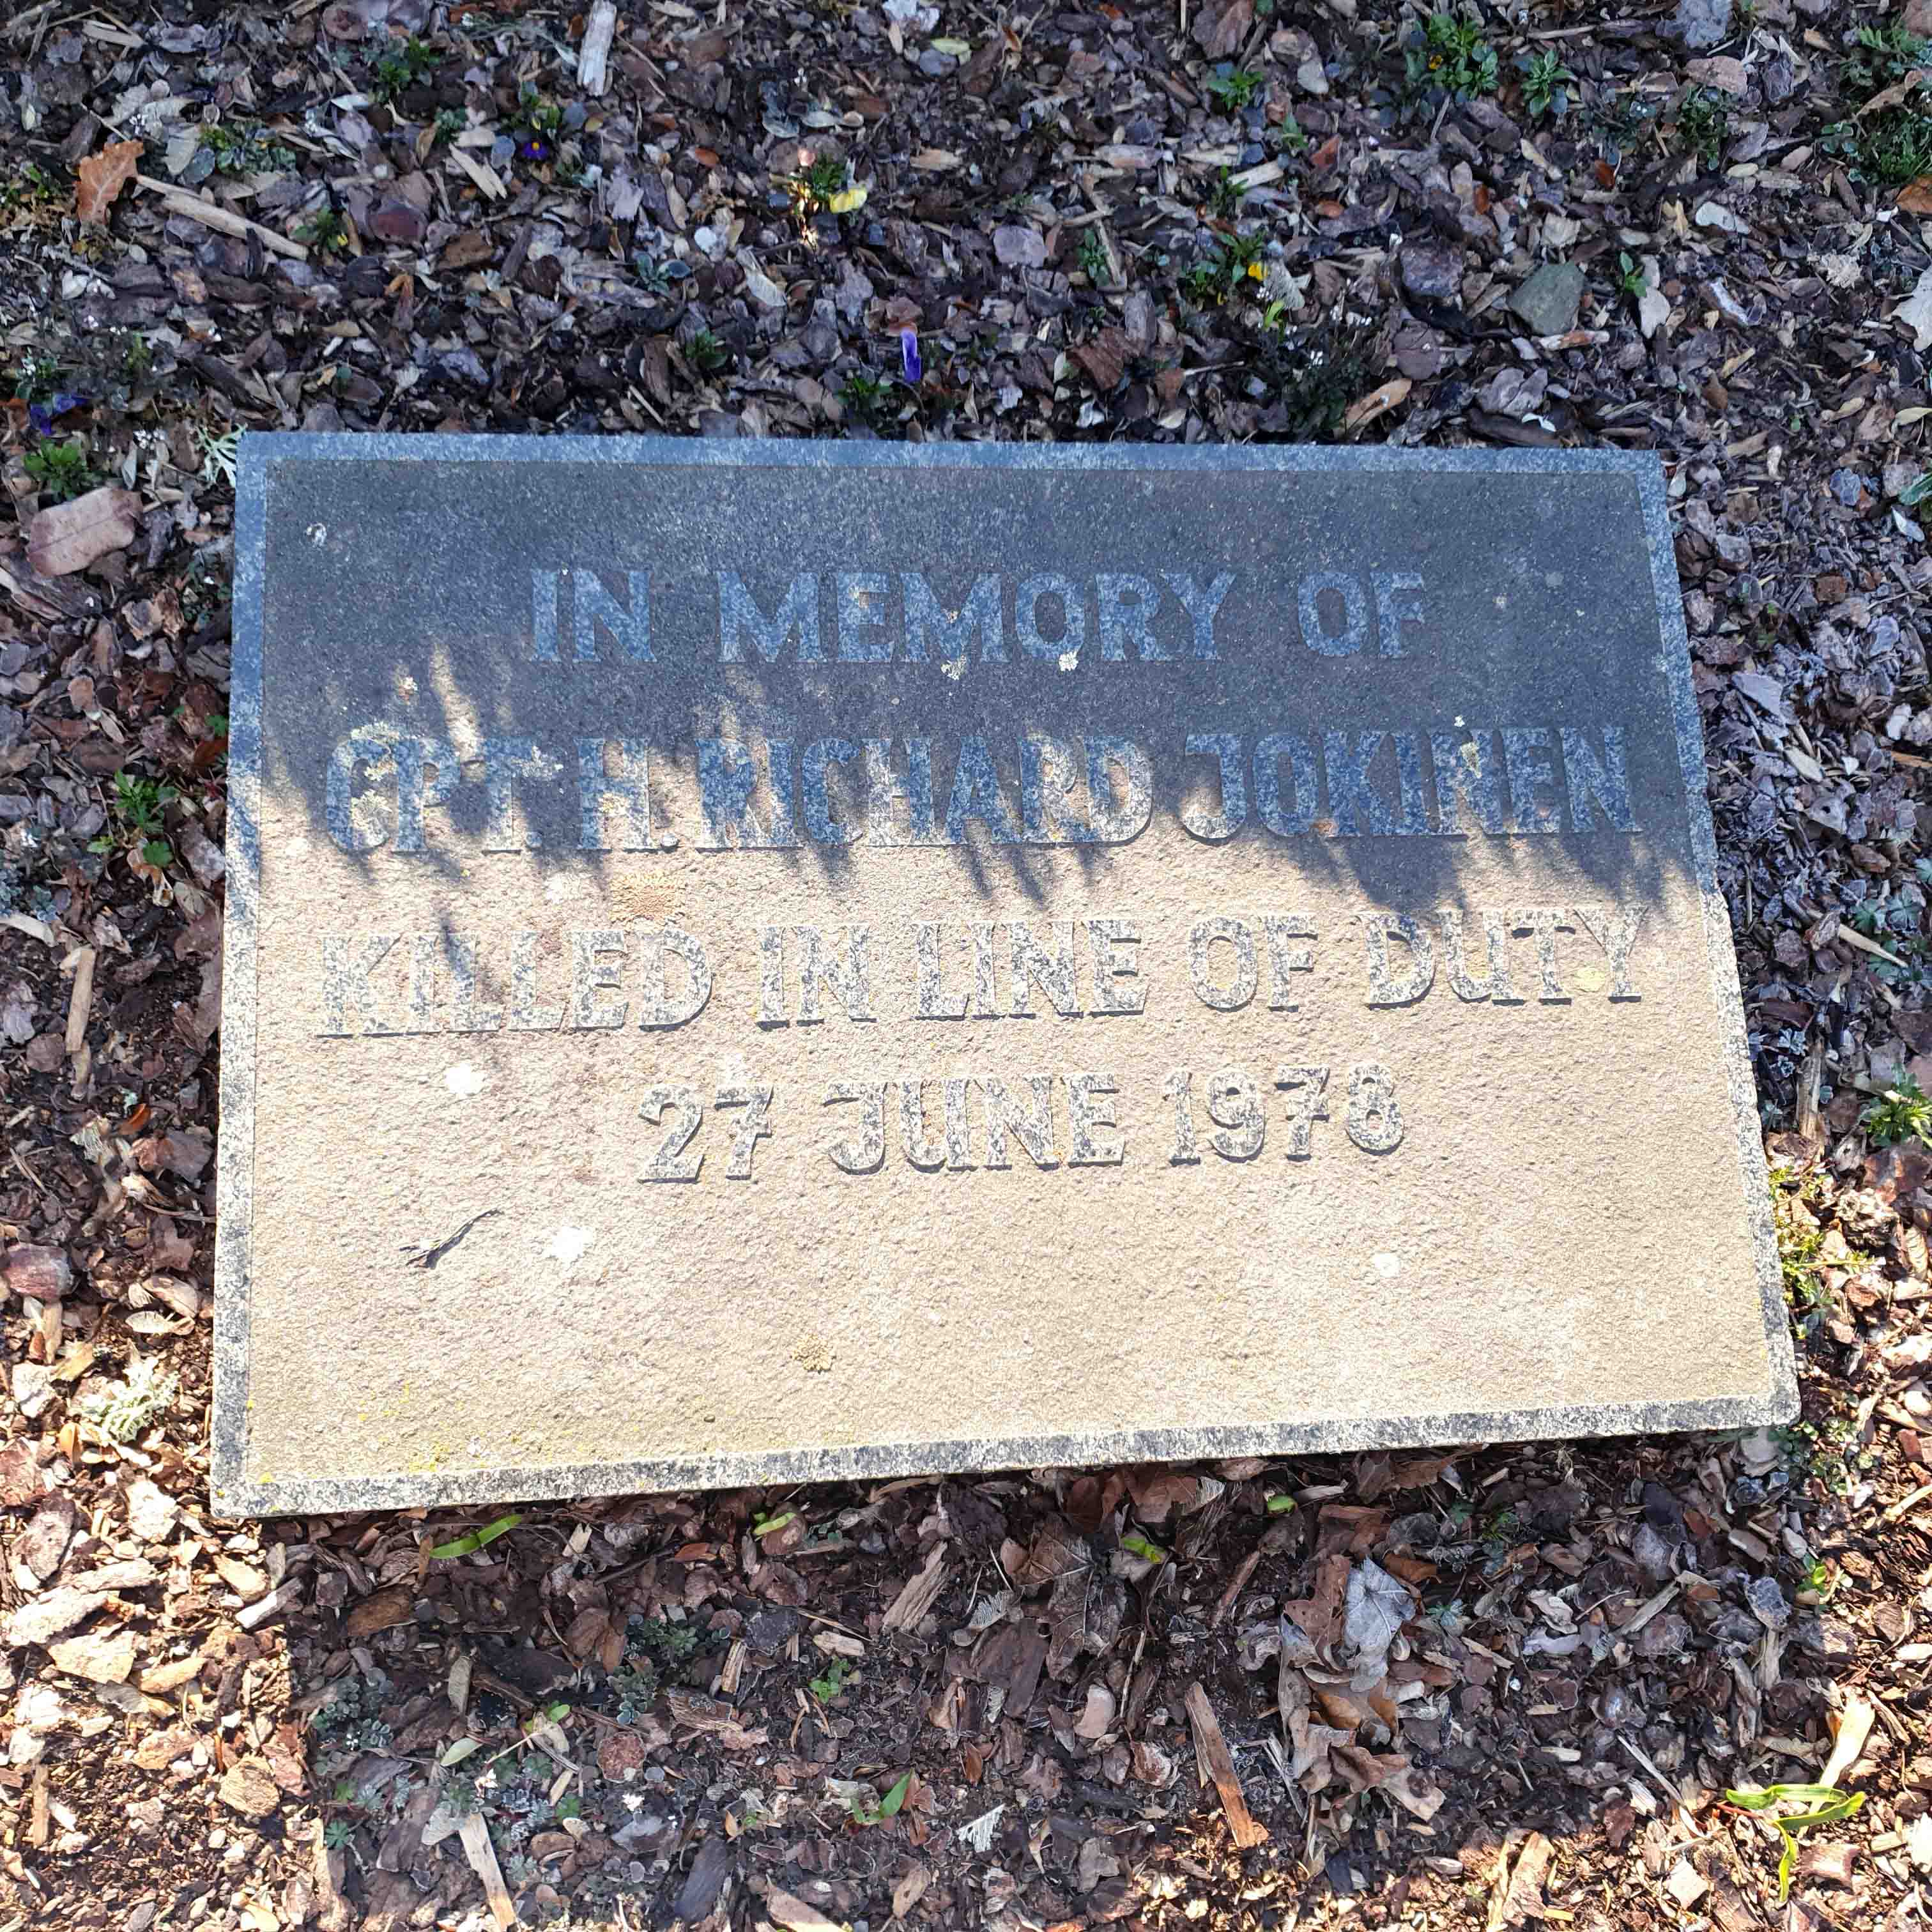 IN MEMORY OF
CPT. H. RICHARD JOKINEN
KILLED IN LINE OF DUTY
27 JUNE 1978